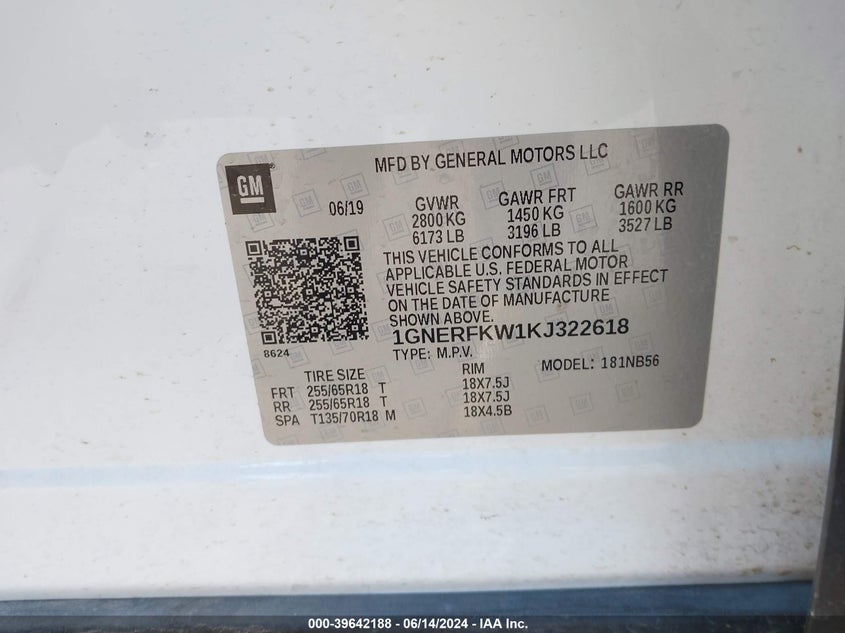 MFD BY GENERAL MOTORS LLC
GM ®
06/19
GVWR GAWR FRT GAWR RR
2800 KG 1450 KG 1600 KG
6173 LB 3196 LB 3527 LB
THIS VEHICLE CONFORMS TO ALL
APPLICABLE U.S. FEDERAL MOTOR
VEHICLE SAFETY STANDARDS IN EFFECT
ON THE DATE OF MANUFACTURE
SHOWN ABOVE.
1GNERFKW1KJ322618
8624
TYPE: M.P.V.
MODEL: 181NB56
TIRE SIZE RIM
FRT 255/65R18 T 18X7.5J
RR 255/65R18 T 18X7.5J
SPA T135/70R18 M 18X4.5B
000-39642188 - 06/14/2024 - IAA Inc.